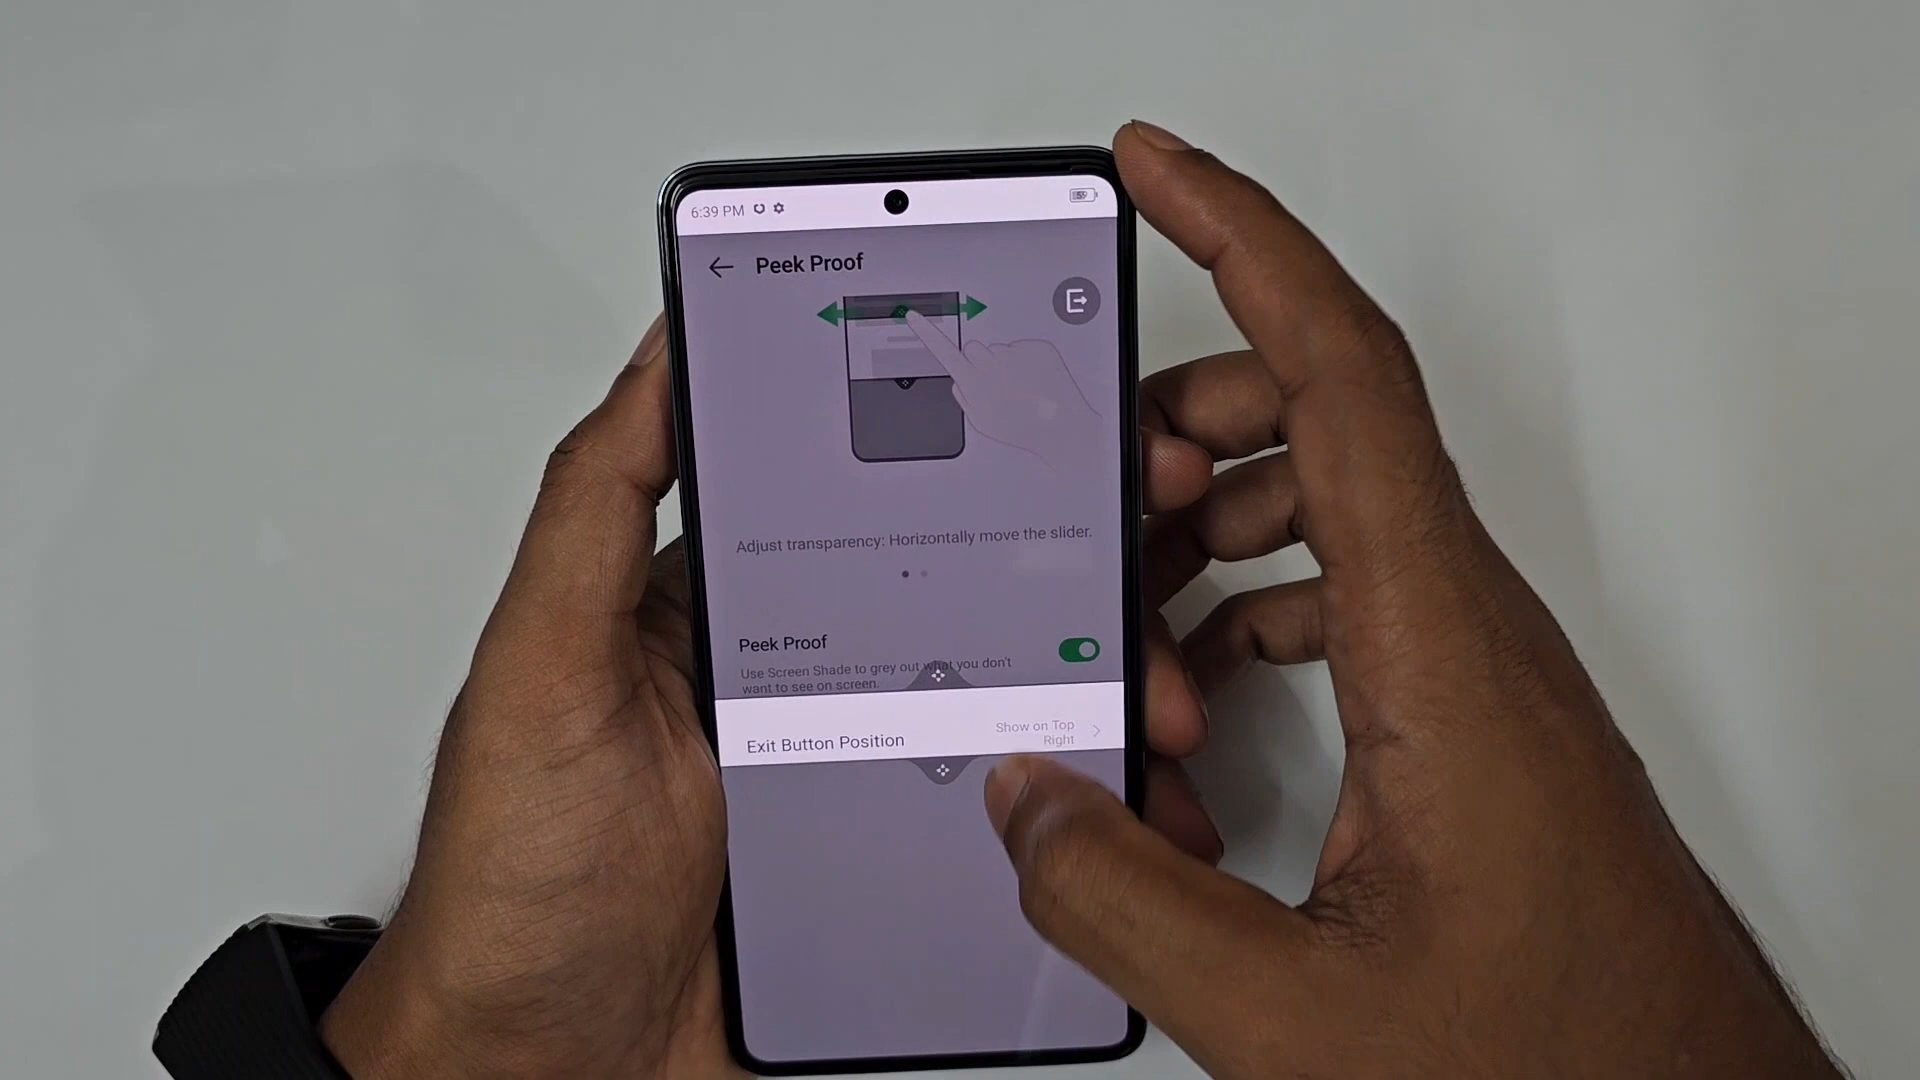 6:39 PM
59
Peek Proof
Adjust transparency: Horizontally move the slider.
Peek Proof
Use Screen Shade to grey out what you don't
want to see on screen.
Exit Button Position
Show on Top
Right